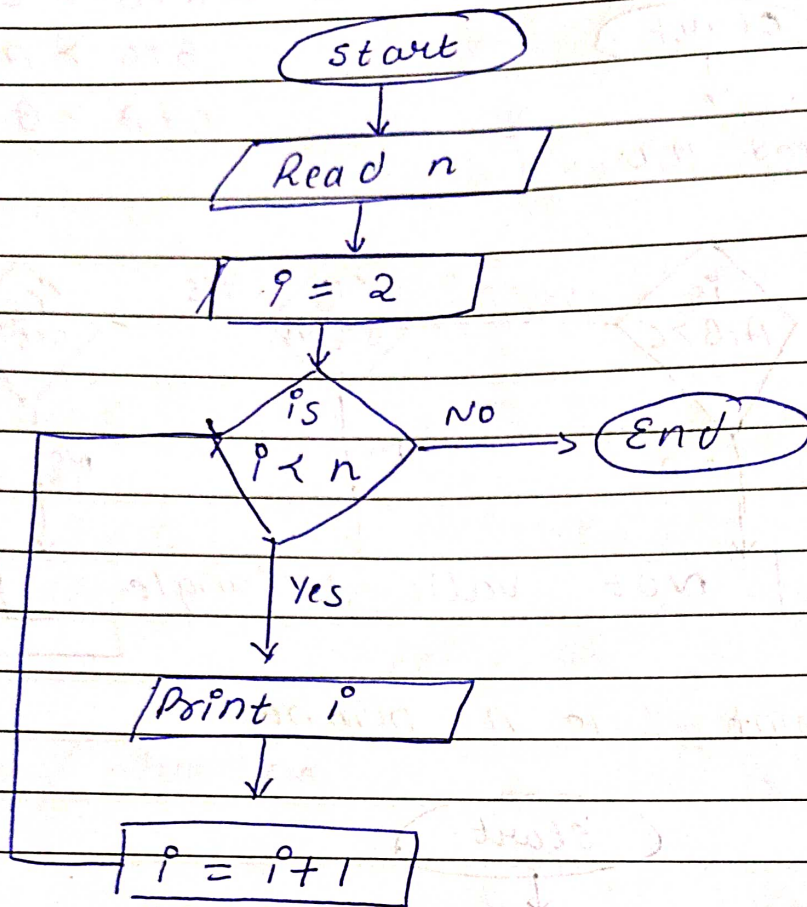 start
Read n
i = 2
is
i < n
NO
End
Yes
Print i
i = i+1